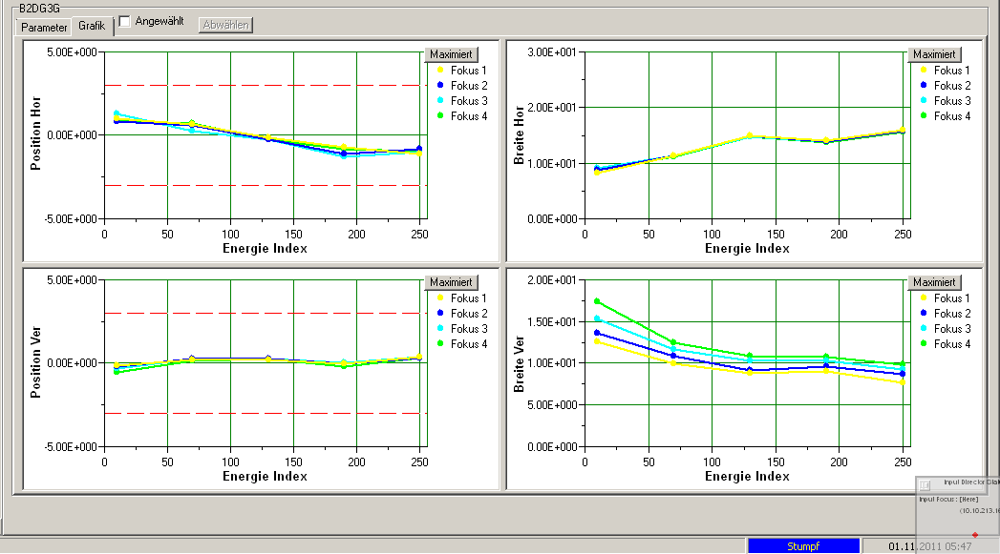 B2DG3G
Parameter Grafik Angewählt Abwählen
Maximiert
Position Hor
5.00E+000
0.00E+000
-5.00E+000
Fokus 1
Fokus 2
Fokus 3
Fokus 4
0 50 100 150 200 250
Energie Index
Maximiert
Breite Hor
3.00E+001
2.00E+001
1.00E+001
0.00E+000
Fokus 1
Fokus 2
Fokus 3
Fokus 4
0 50 100 150 200 250
Energie Index
Maximiert
Position Ver
5.00E+000
0.00E+000
-5.00E+000
Fokus 1
Fokus 2
Fokus 3
Fokus 4
0 50 100 150 200 250
Energie Index
Maximiert
Breite Ver
2.00E+001
1.50E+001
1.00E+001
5.00E+000
0.00E+000
Fokus 1
Fokus 2
Fokus 3
Fokus 4
0 50 100 150 200 250
Energie Index
Input Director
Input Focus: [Here]
Stumpf
01.11.2011 05:47